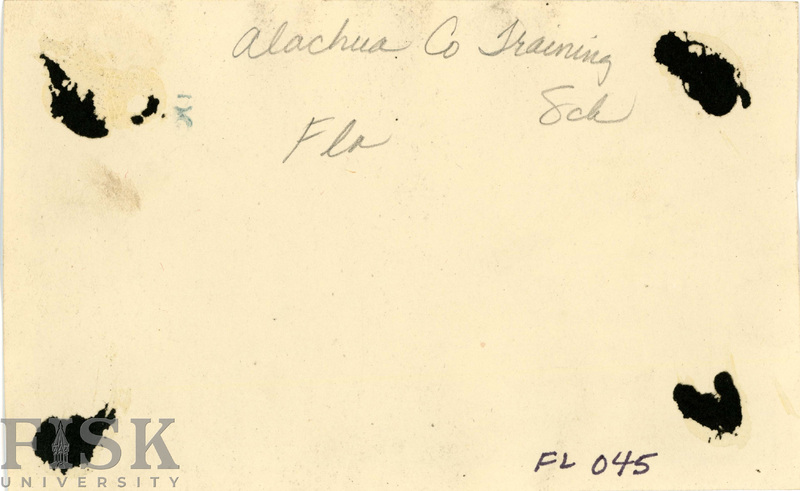 Alachua Co Training
Sch
Fla
FL 045
FISK
UNIVERSITY